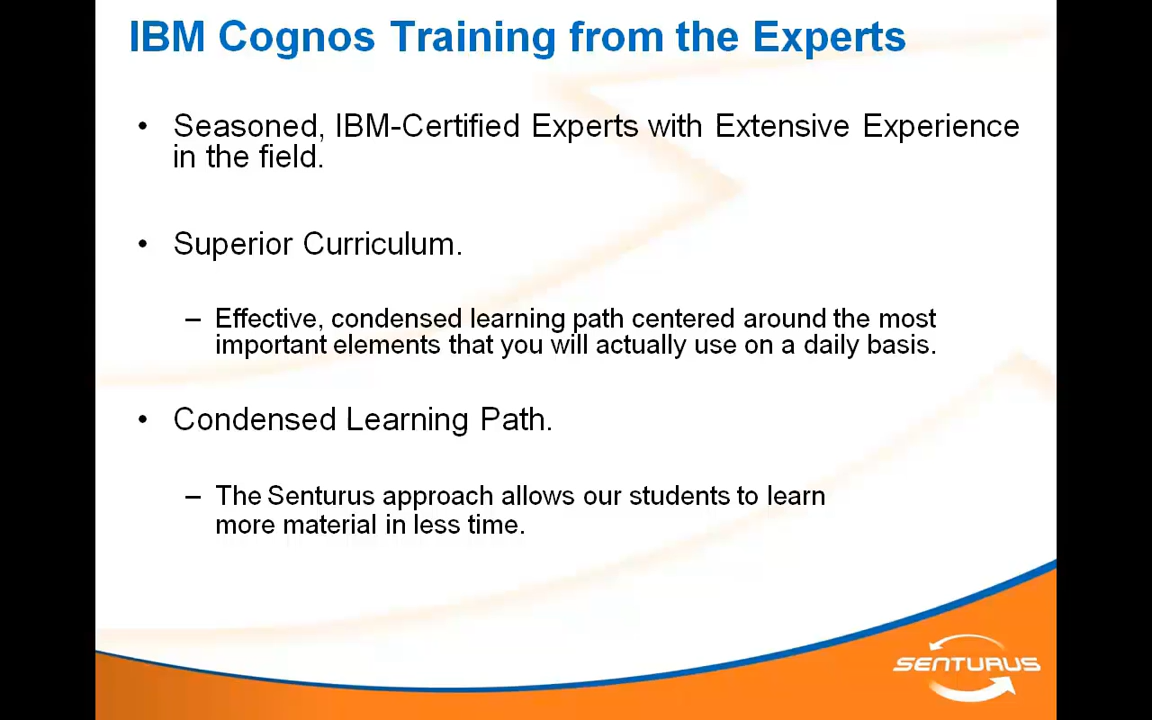 IBM Cognos Training from the Experts
• Seasoned, IBM-Certified Experts with Extensive Experience
in the field.
• Superior Curriculum.
– Effective, condensed learning path centered around the most
important elements that you will actually use on a daily basis.
• Condensed Learning Path.
– The Senturus approach allows our students to learn
more material in less time.
SENTURUS